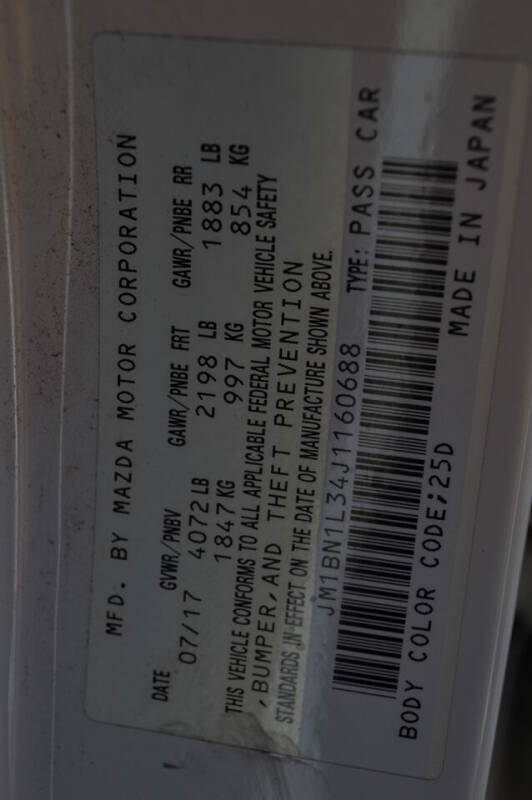 MFD. BY MAZDA MOTOR CORPORATION
DATE GVWR/PNBV GAWR/PNBE FRT GAWR/PNBE RR
07/17 4072 LB 2198 LB 1883 LB
1847 KG 997 KG 854 KG
THIS VEHICLE CONFORMS TO ALL APPLICABLE FEDERAL MOTOR VEHICLE SAFETY
,BUMPER,AND THEFT PREVENTION
STANDARDS IN EFFECT ON THE DATE OF MANUFACTURE SHOWN ABOVE.
JM1BN1L34J1160688 TYPE: PASS CAR
BODY COLOR CODE;25D MADE IN JAPAN